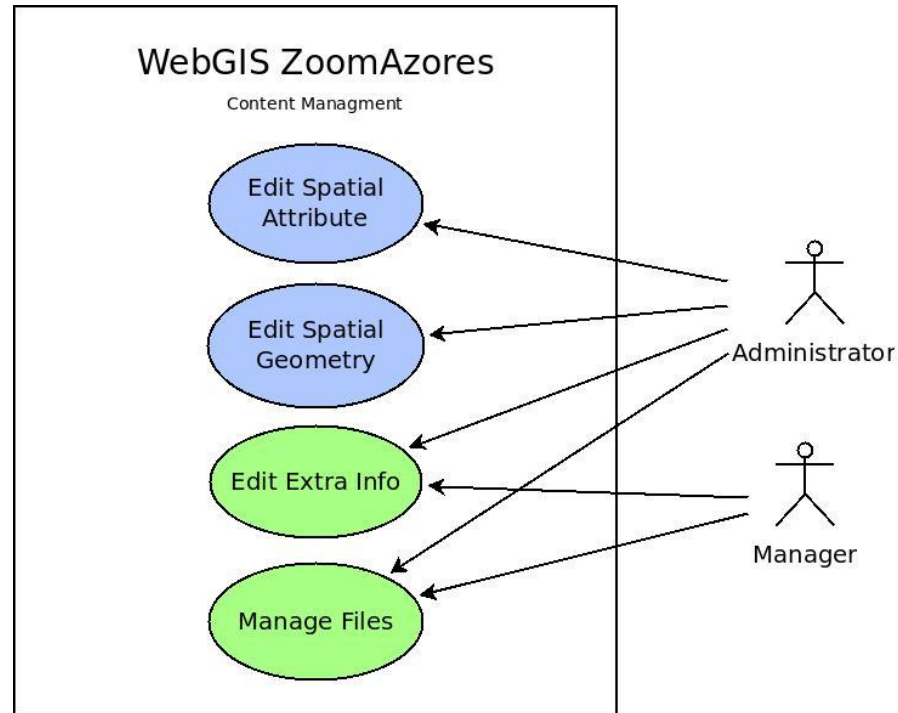 WebGIS ZoomAzores
Content Managment
Edit Spatial
Attribute
Edit Spatial
Geometry
Administrator
Edit Extra Info
Manager
Manage Files